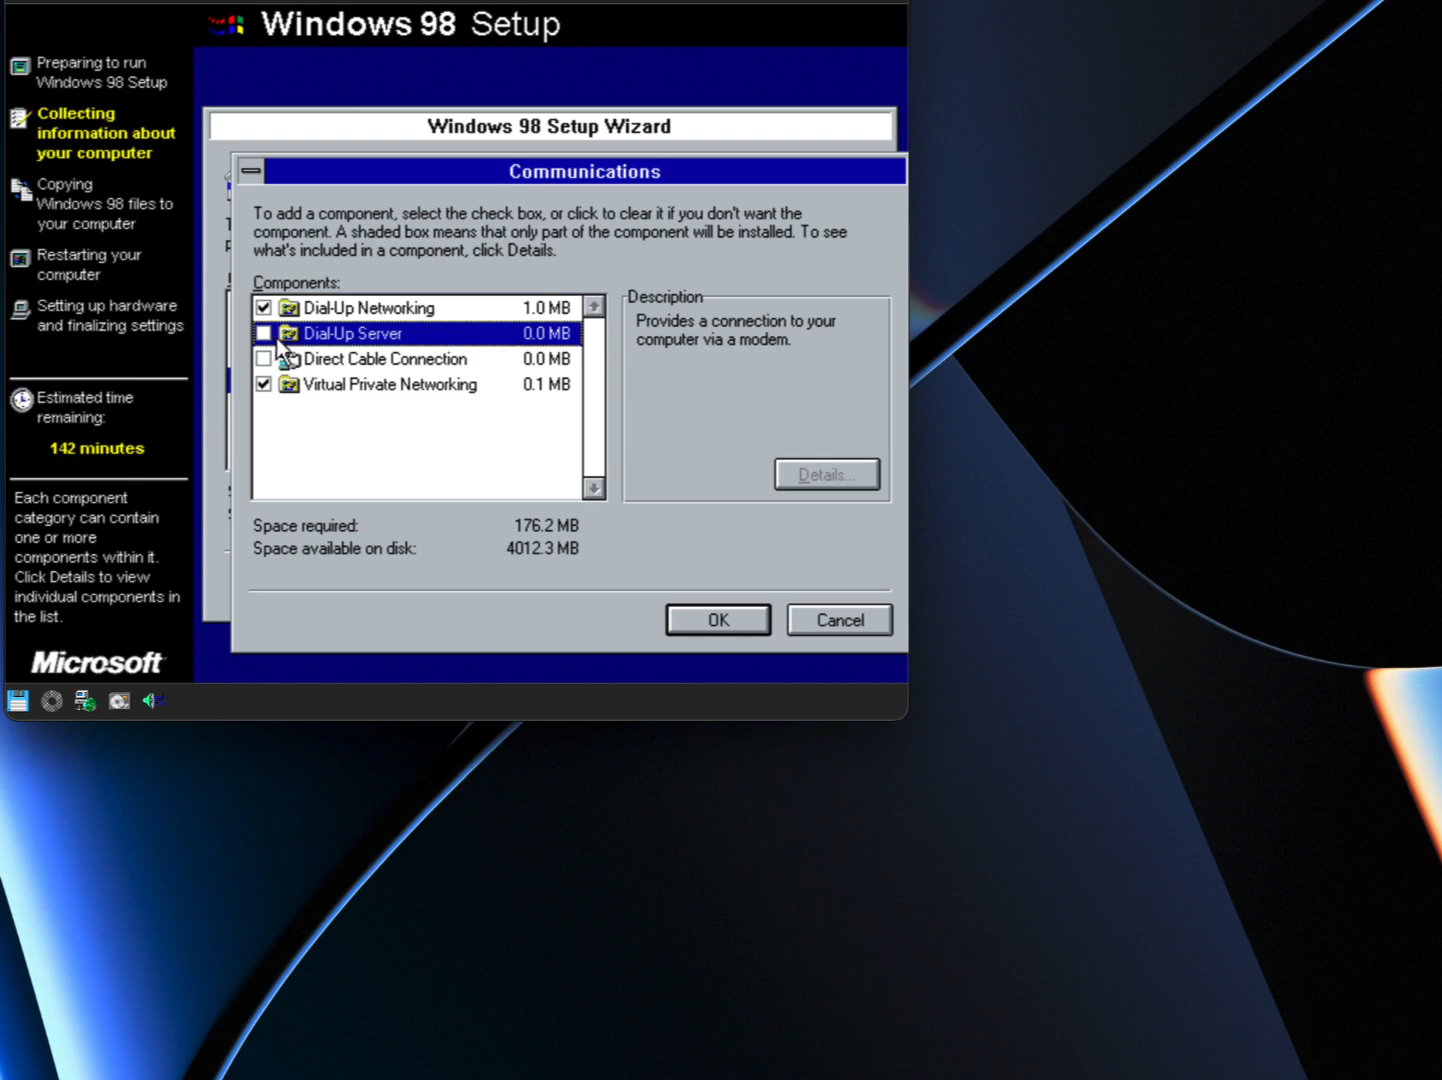 Windows 98 Setup
Preparing to run
Windows 98 Setup
Collecting
information about
your computer
Copying
Windows 98 files to
your computer
Restarting your
computer
Setting up hardware
and finalizing settings
Estimated time
remaining:
142 minutes
Each component
category can contain
one or more
components within it.
Click Details to view
individual components in
the list.
Microsoft
Windows 98 Setup Wizard
Communications
To add a component, select the check box, or click to clear it if you don't want the
component. A shaded box means that only part of the component will be installed. To see
what's included in a component, click Details.
Components:
Dial-Up Networking 1.0 MB
Dial-Up Server 0.0 MB
Direct Cable Connection 0.0 MB
Virtual Private Networking 0.1 MB
Description
Provides a connection to your
computer via a modem.
Details...
Space required: 176.2 MB
Space available on disk: 4012.3 MB
OK Cancel